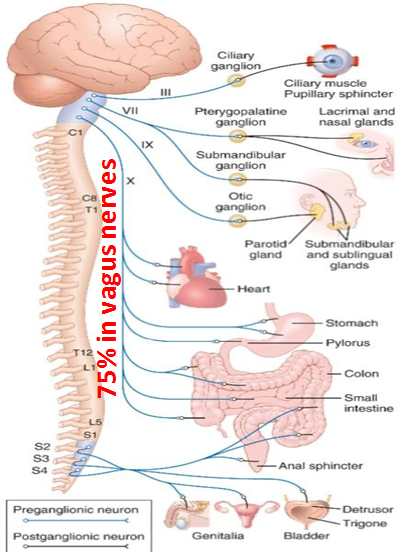 Ciliary
ganglion
Ciliary muscle
Pupillary sphincter
III
VII
Pterygopalatine
ganglion
Lacrimal and
nasal glands
IX
C1
Submandibular
ganglion
X
Otic
ganglion
C8
T1
Parotid
gland
Submandibular
and sublingual
glands
75% in vagus nerves
Heart
Stomach
Pylorus
T12
L1
Colon
Small
intestine
L5
S1
S2
S3
S4
Anal sphincter
Preganglionic neuron
Postganglionic neuron
Genitalia
Bladder
Detrusor
Trigone